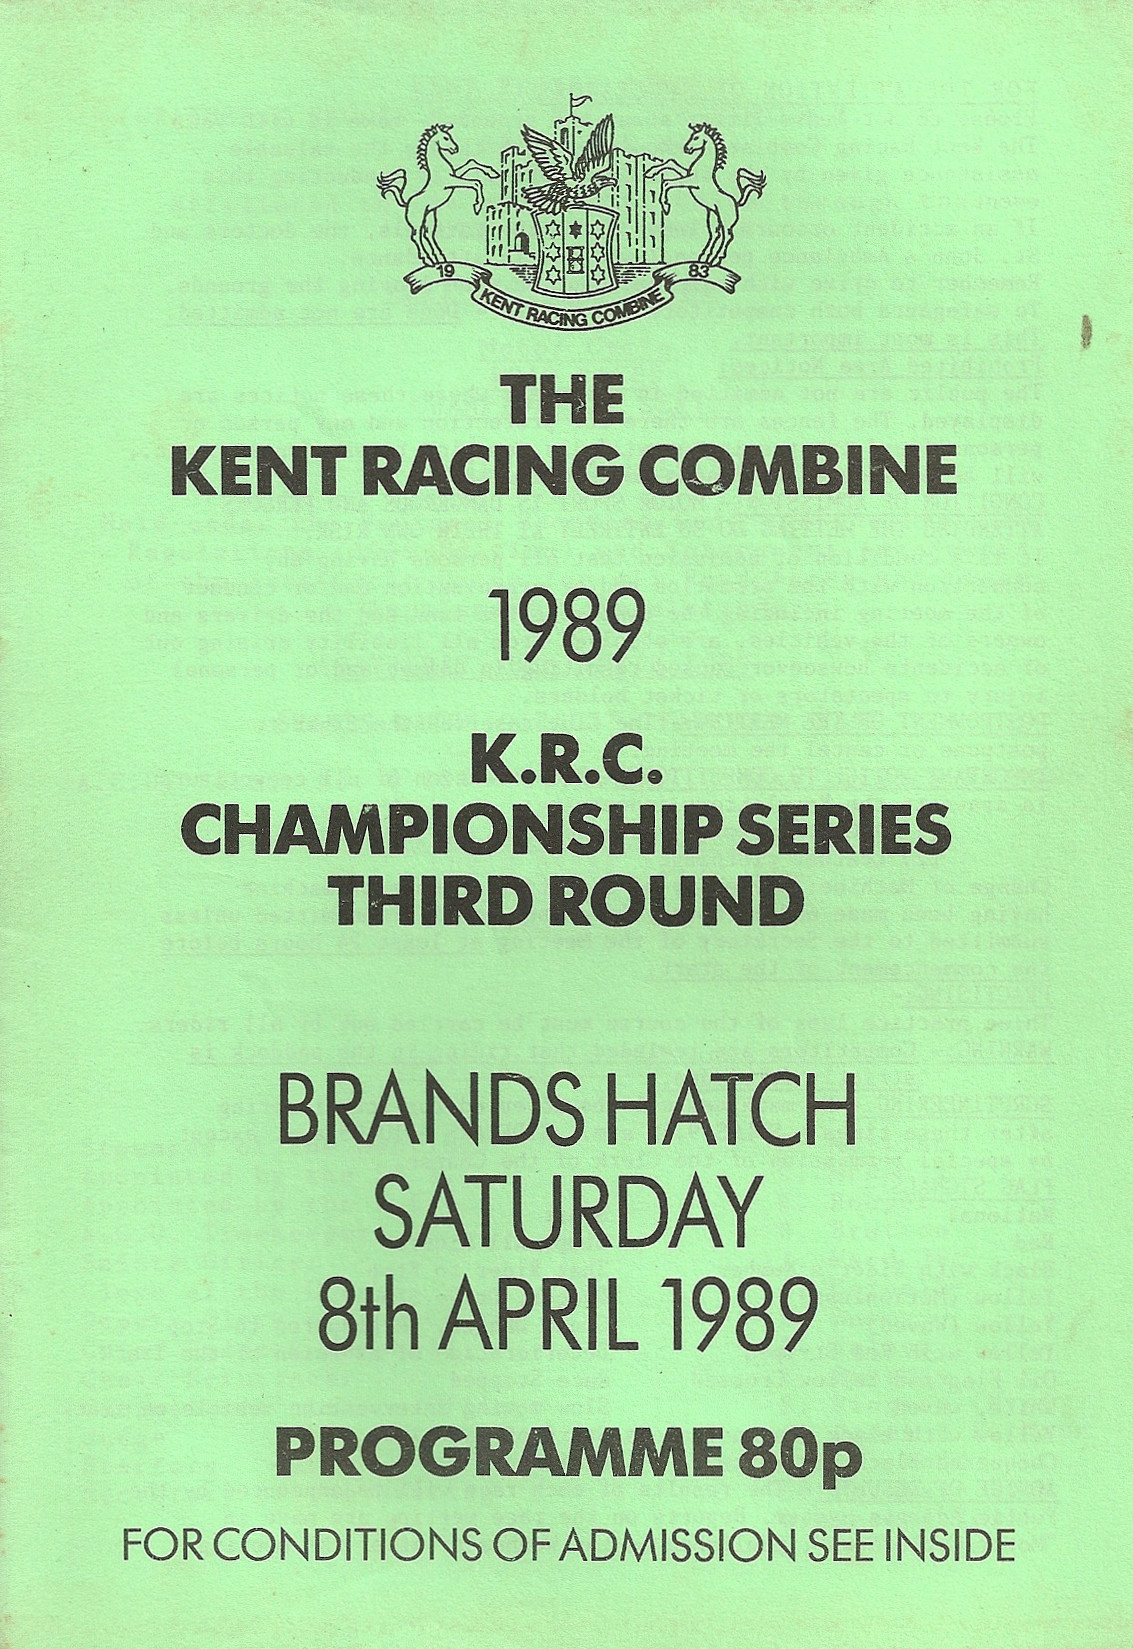 19 83
KENT RACING COMBINE
THE
KENT RACING COMBINE
1989
K.R.C.
CHAMPIONSHIP SERIES
THIRD ROUND
BRANDS HATCH
SATURDAY
8th APRIL 1989
PROGRAMME 80p
FOR CONDITIONS OF ADMISSION SEE INSIDE